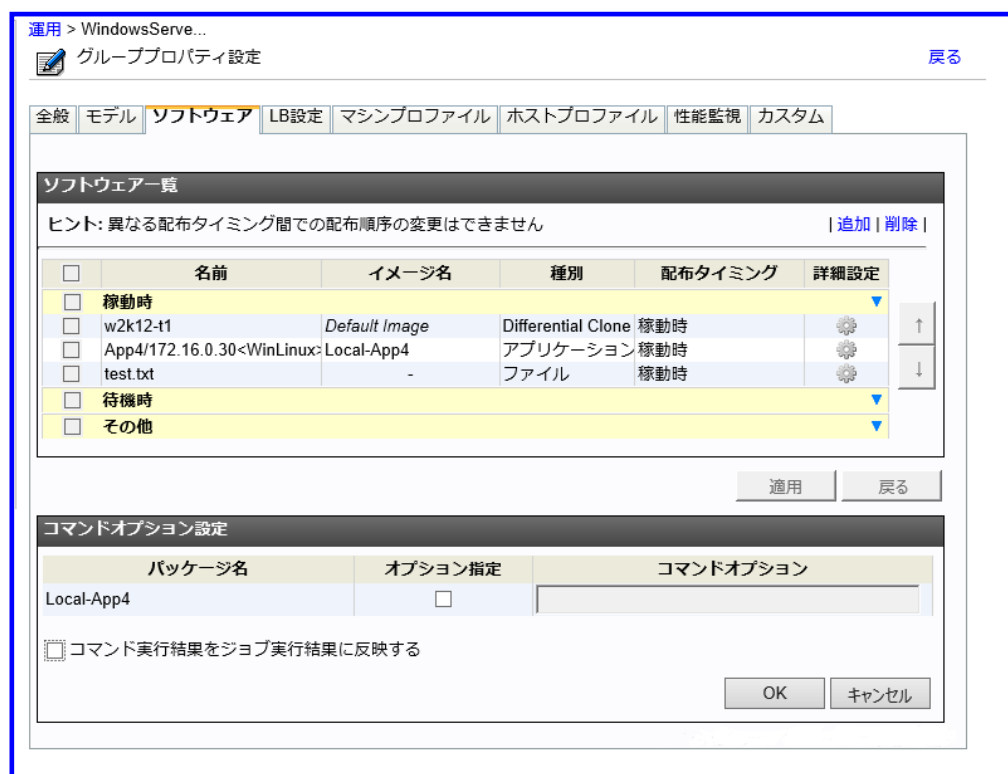 運用 > WindowsServe...
グループプロパティ設定 戻る
全般 モデル ソフトウェア LB設定 マシンプロファイル ホストプロファイル 性能監視 カスタム
ソフトウェア一覧
ヒント: 異なる配布タイミング間での配布順序の変更はできません | 追加 | 削除 |
名前 イメージ名 種別 配布タイミング 詳細設定
稼動時 ▼
w2k12-t1 Default Image Differential Clone 稼動時
App4/172.16.0.30<WinLinux> Local-App4 アプリケーション 稼動時 ↑
test.txt - ファイル 稼動時 ↓
待機時 ▼
その他 ▼
適用 戻る
コマンドオプション設定
パッケージ名 オプション指定 コマンドオプション
Local-App4
コマンド実行結果をジョブ実行結果に反映する
OK キャンセル